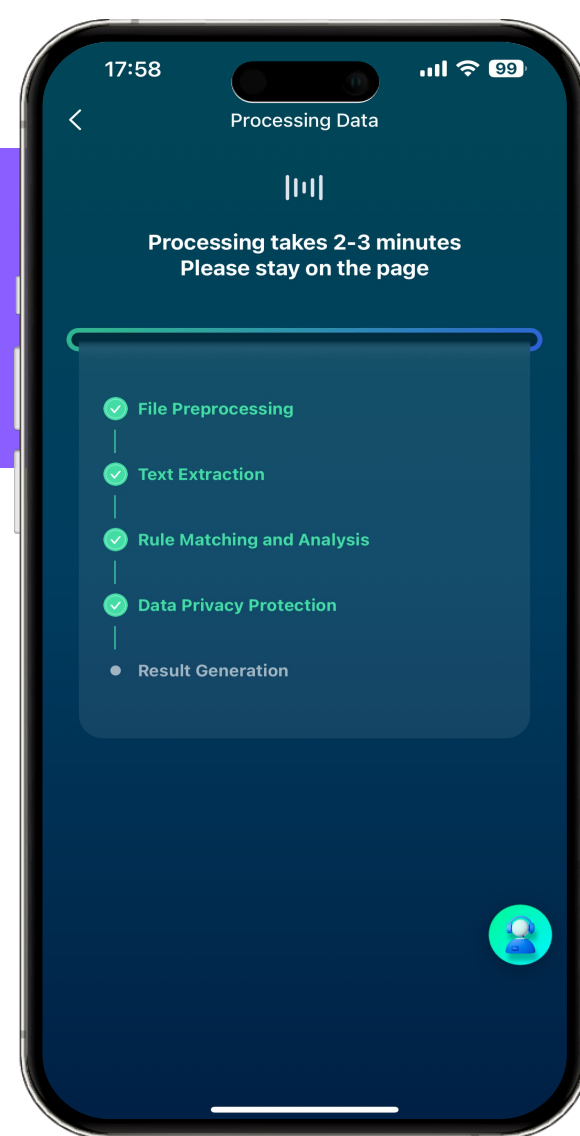 17:58
99
Processing Data
Processing takes 2-3 minutes
Please stay on the page
File Preprocessing
Text Extraction
Rule Matching and Analysis
Data Privacy Protection
Result Generation